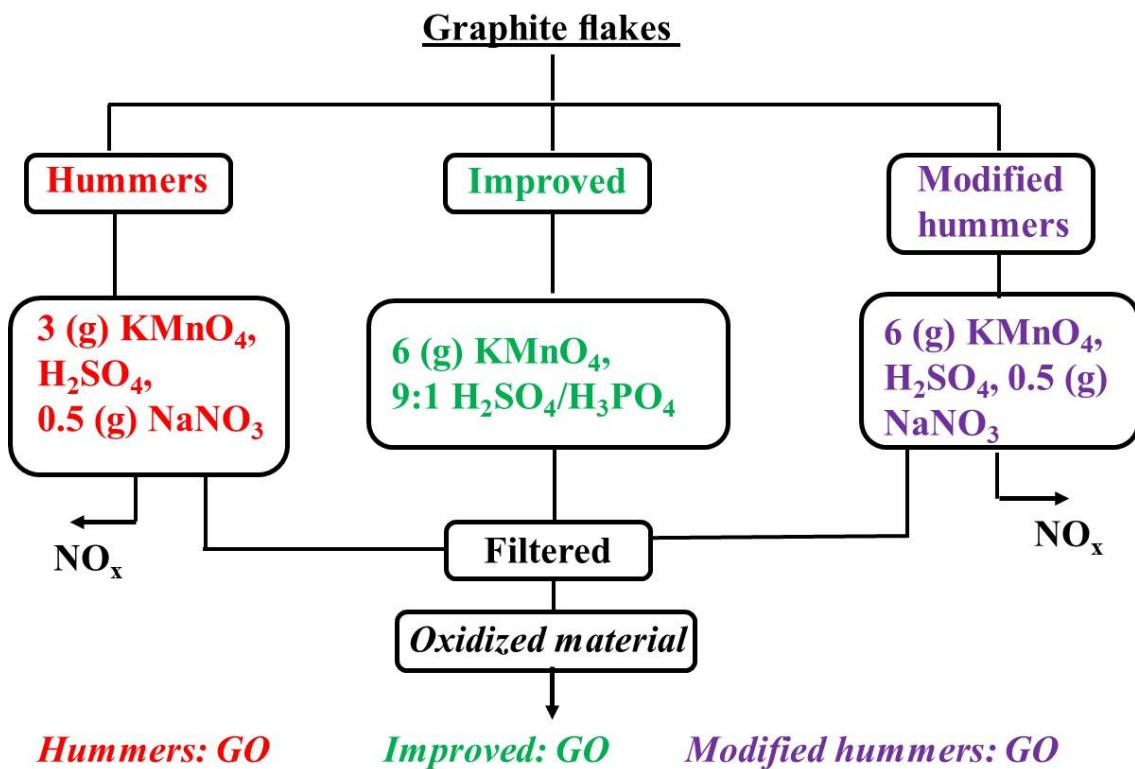 Graphite flakes
Hummers
Improved
Modified
hummers
3 (g) KMnO₄,
H₂SO₄,
0.5 (g) NaNO₃
6 (g) KMnO₄,
9:1 H₂SO₄/H₃PO₄
6 (g) KMnO₄,
H₂SO₄, 0.5 (g)
NaNO₃
NOₓ
Filtered
NOₓ
Oxidized material
Hummers: GO
Improved: GO
Modified hummers: GO